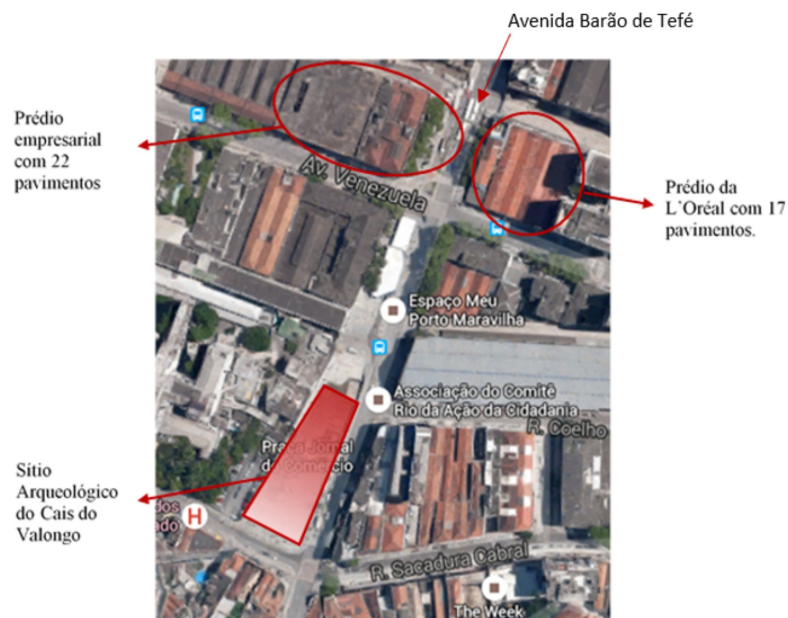 Avenida Barão de Tefé
Prédio
empresarial
com 22
pavimentos
Av. Venezuela
Prédio da
L`Oréal com 17
pavimentos.
Espaço Meu
Porto Maravilha
Associação do Comitê
Rio da Ação da Cidadania
R. Coelho
Praça Jornal
do Comércio
Sítio
Arqueológico
do Cais do
Valongo
dos
ado
H
R. Sacadura Cabral
The Week